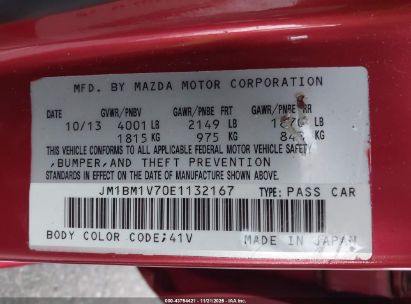 MFD. BY MAZDA MOTOR CORPORATION
DATE GVWR/PNBV GAWR/PNBE FRT GAWR/PNBE RR
10/13 4001 LB 2149 LB 1870 LB
1815 KG 975 KG 848 KG
THIS VEHICLE CONFORMS TO ALL APPLICABLE FEDERAL MOTOR VEHICLE SAFETY
,BUMPER,AND THEFT PREVENTION
STANDARDS IN EFFECT ON THE DATE OF MANUFACTURE SHOWN ABOVE.
JM1BM1V70E1132167 TYPE: PASS CAR
BODY COLOR CODE;41V MADE IN JAPAN